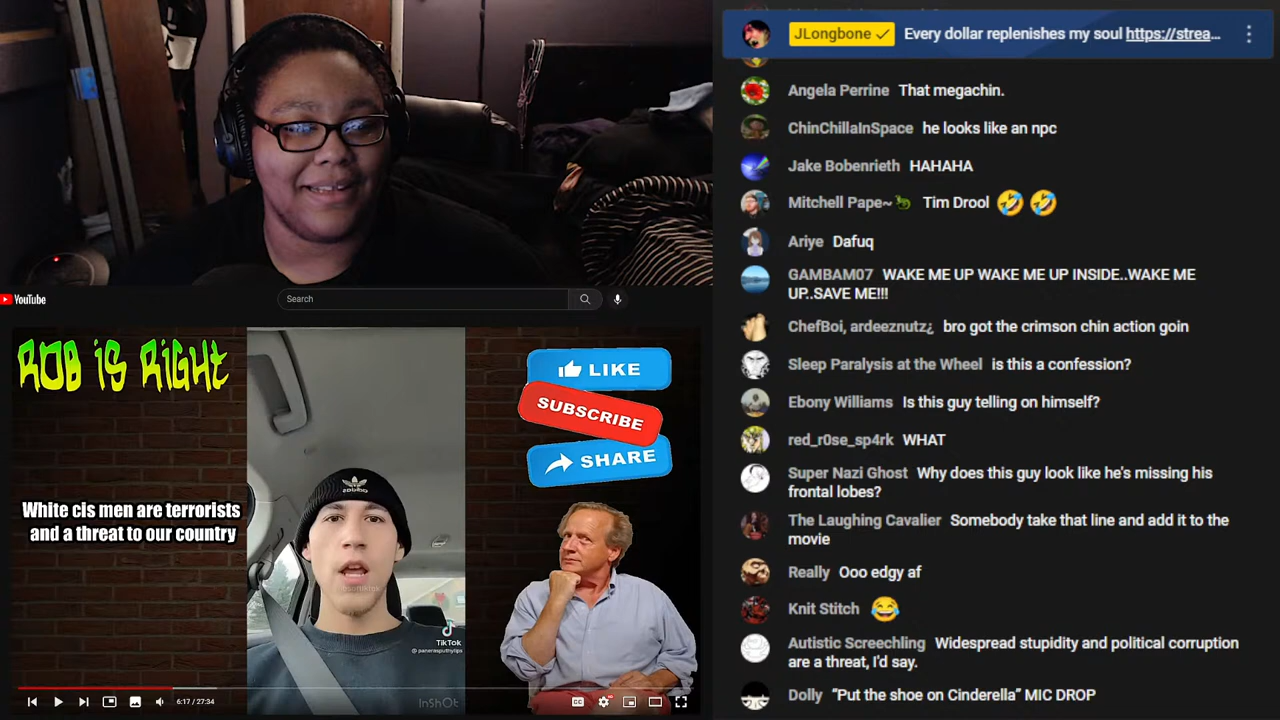 JLongbone Every dollar replenishes my soul https://strea...
Angela Perrine That megachin.
ChinChillaInSpace he looks like an npc
Jake Bobenrieth HAHAHA
Mitchell Pape~🦎 Tim Drool 🤣 🤣
Ariye Dafuq
GAMBAM07 WAKE ME UP WAKE ME UP INSIDE..WAKE ME
UP..SAVE ME!!!
ChefBoi, ardeeznutz¿ bro got the crimson chin action goin
Sleep Paralysis at the Wheel is this a confession?
Ebony Williams Is this guy telling on himself?
red_r0se_sp4rk WHAT
Super Nazi Ghost Why does this guy look like he's missing his
frontal lobes?
The Laughing Cavalier Somebody take that line and add it to the
movie
Really Ooo edgy af
Knit Stitch 😂
Autistic Screechling Widespread stupidity and political corruption
are a threat, I'd say.
Dolly “Put the shoe on Cinderella” MIC DROP
YouTube
Search
ROB iS RiGHt
LIKE
SUBSCRIBE
SHARE
White cis men are terrorists
and a threat to our country
TikTok
InShOt
6:17 / 27:34
CC